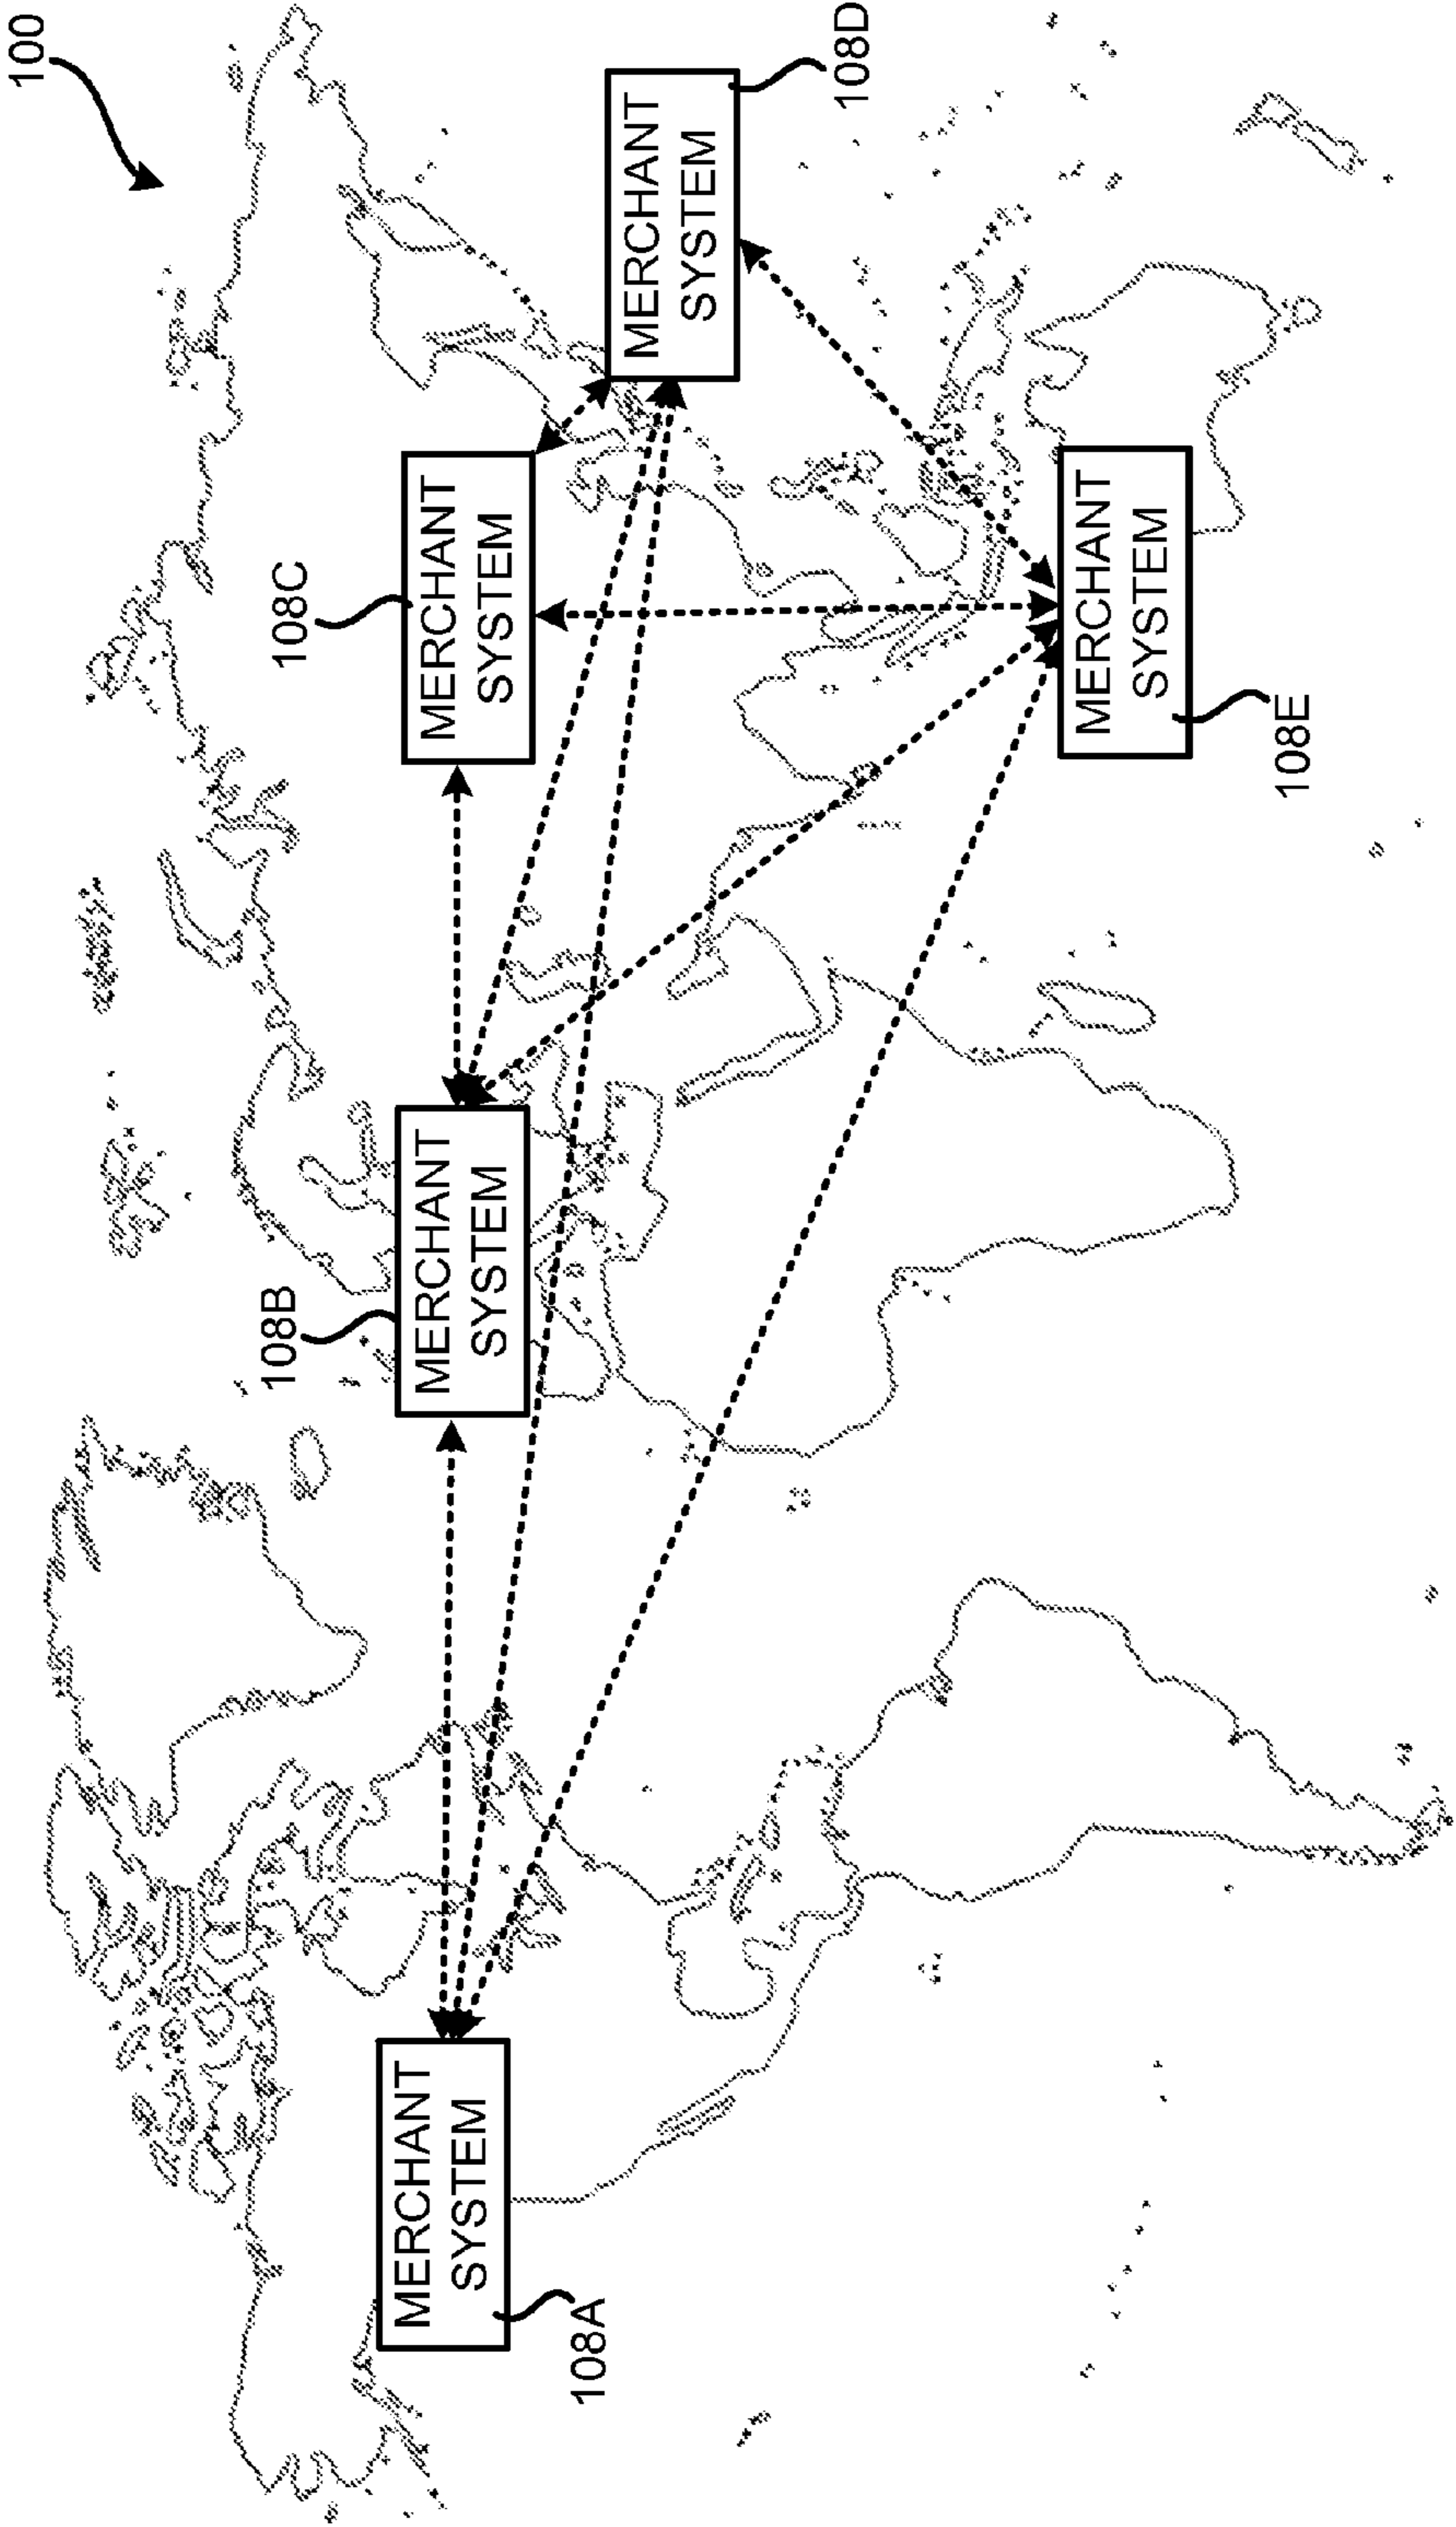 100
108A
MERCHANT
SYSTEM
108B
MERCHANT
SYSTEM
108C
MERCHANT
SYSTEM
MERCHANT
SYSTEM
108D
MERCHANT
SYSTEM
108E